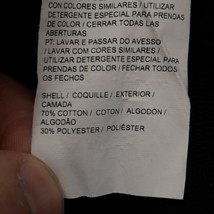 CON COLORES SIMILARES / UTILIZAR
DETERGENTE ESPECIAL PARA PRENDAS
DE COLOR / CERRAR TODAS LAS
ABERTURAS
PT: LAVAR E PASSAR DO AVESSO
/ LAVAR COM CORES SIMILARES /
UTILIZAR DETERGENTE ESPECIAL PARA
PRENDAS DE COLOR / FECHAR TODOS
OS FECHOS
SHELL / COQUILLE / EXTERIOR /
CAMADA
70% COTTON / COTON / ALGODÓN /
ALGODÃO
30% POLYESTER / POLIÉSTER